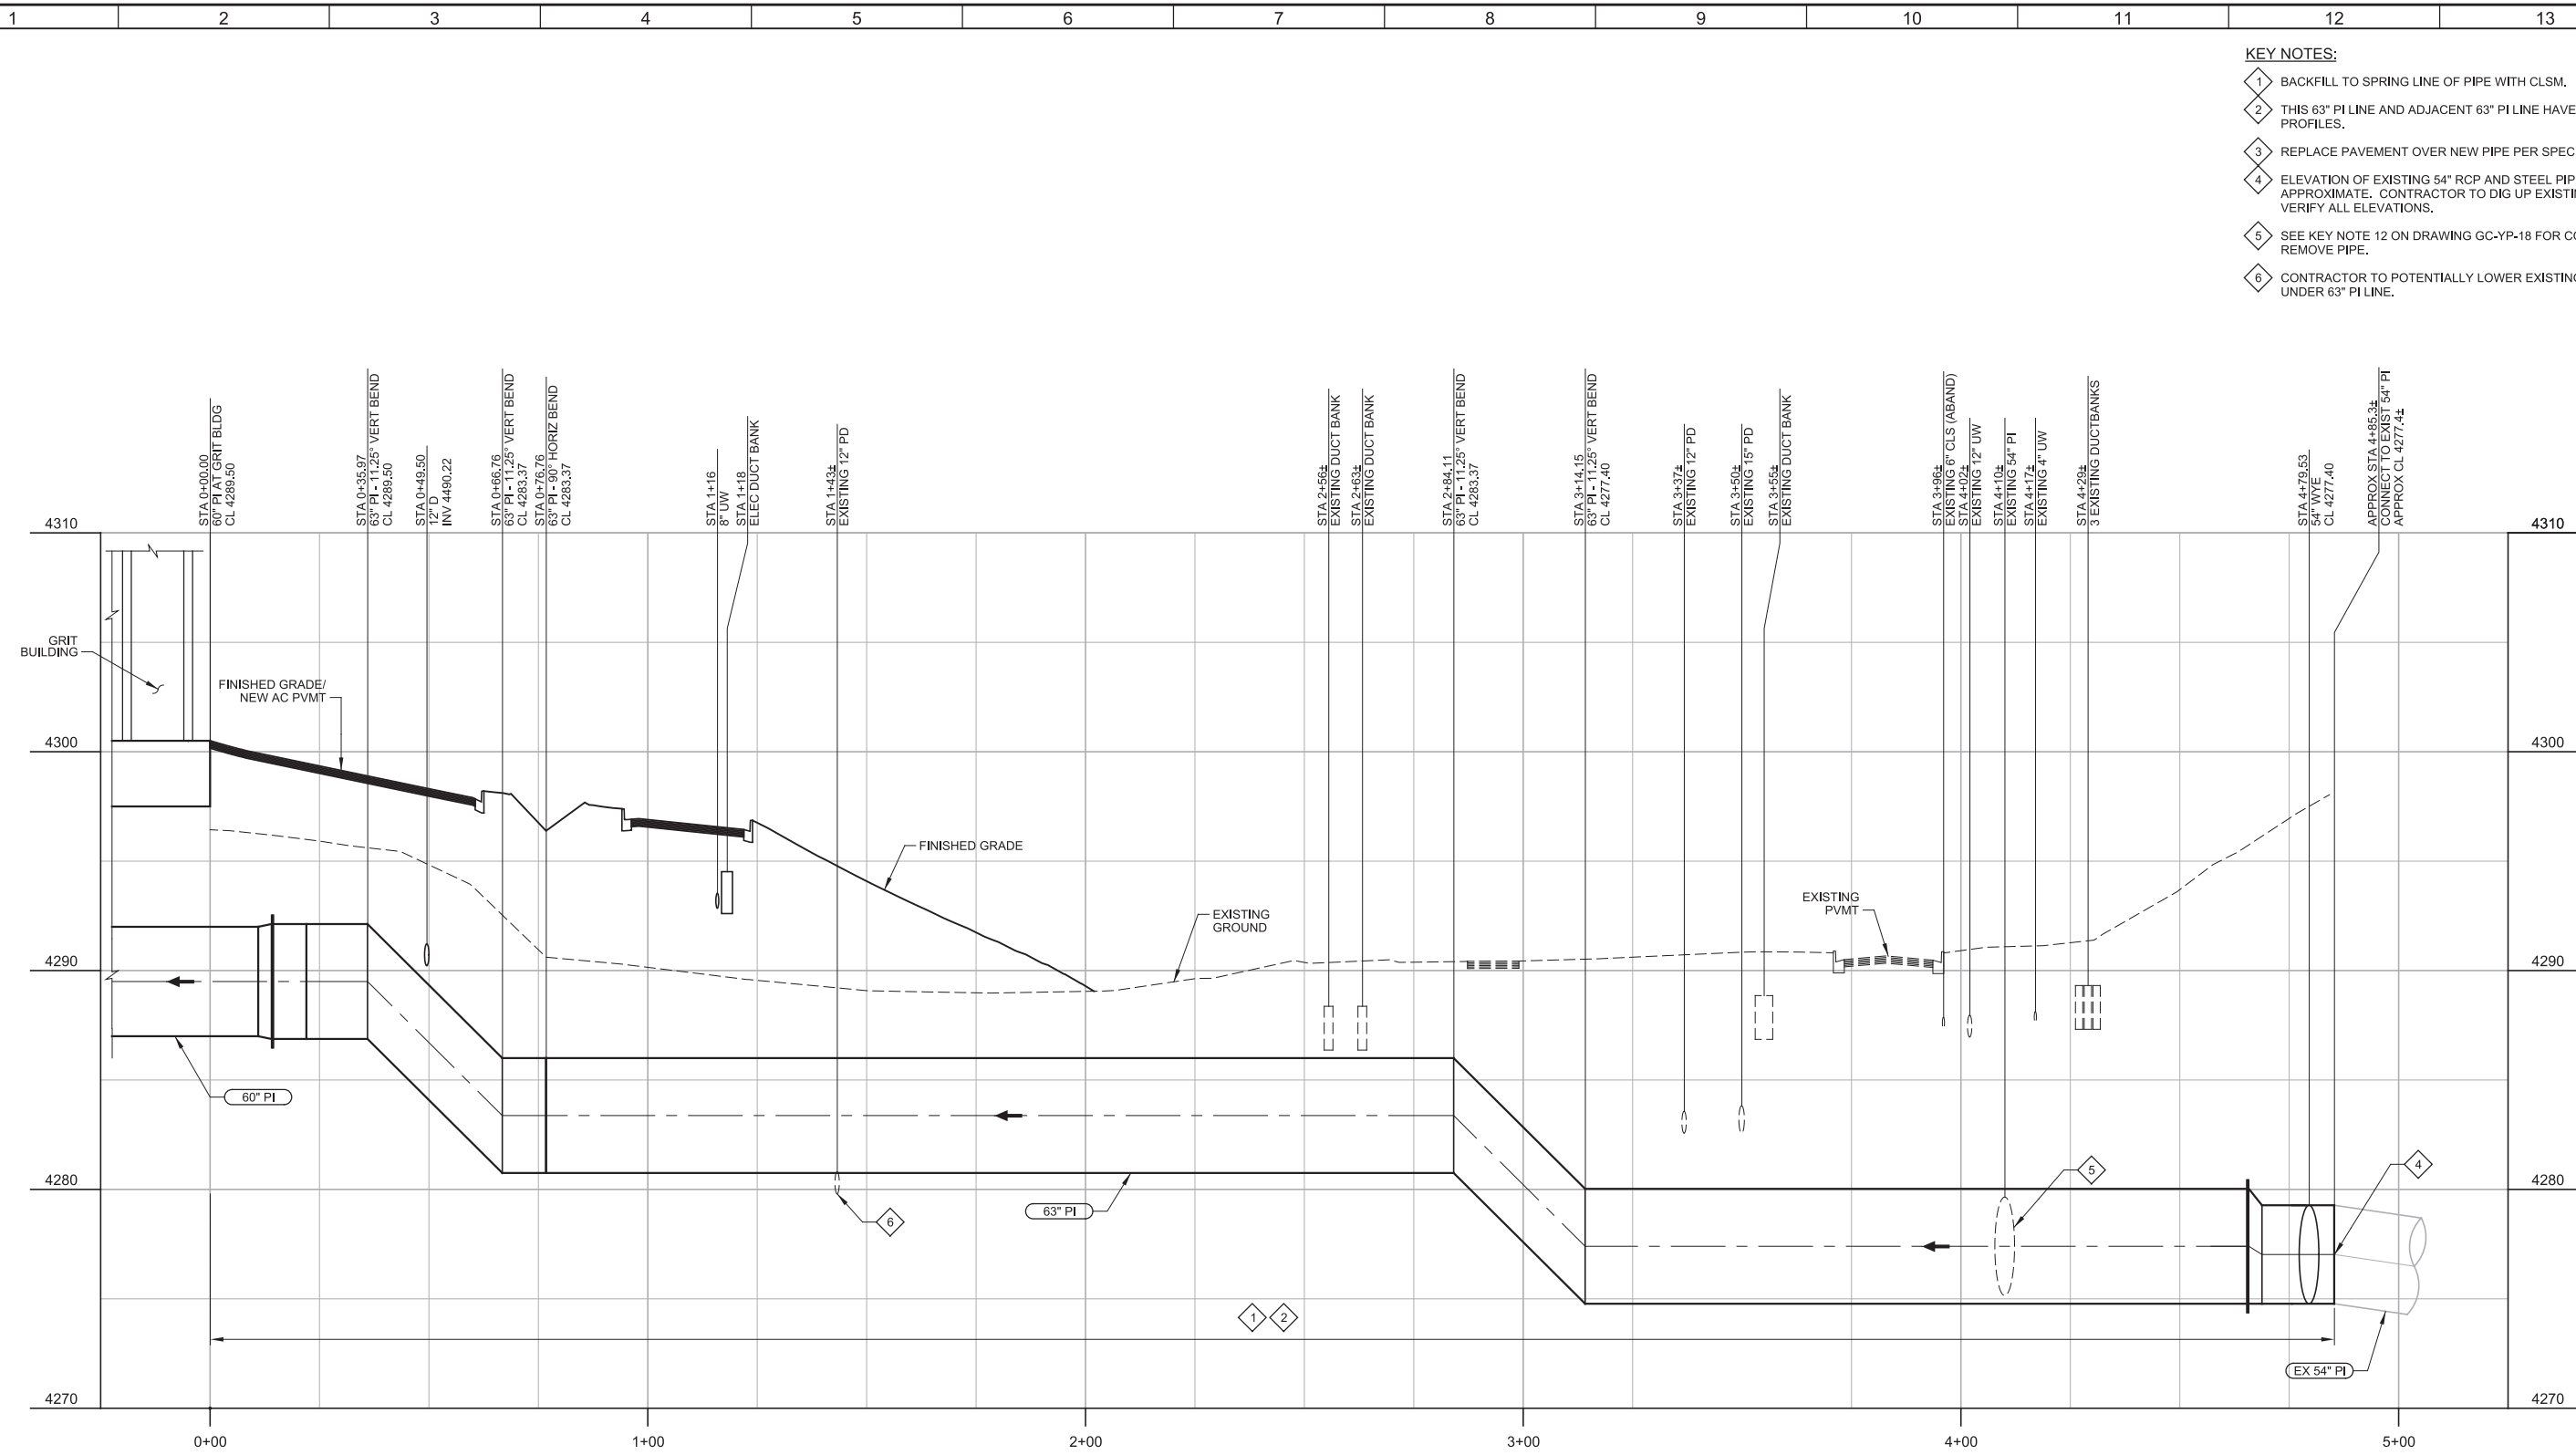 1 2 3 4 5 6 7 8 9 10 11 12 13
KEY NOTES:
1 BACKFILL TO SPRING LINE OF PIPE WITH CLSM.
2 THIS 63" PI LINE AND ADJACENT 63" PI LINE HAVE
PROFILES.
3 REPLACE PAVEMENT OVER NEW PIPE PER SPEC
4 ELEVATION OF EXISTING 54" RCP AND STEEL PIP
APPROXIMATE. CONTRACTOR TO DIG UP EXISTI
VERIFY ALL ELEVATIONS.
5 SEE KEY NOTE 12 ON DRAWING GC-YP-18 FOR CO
REMOVE PIPE.
6 CONTRACTOR TO POTENTIALLY LOWER EXISTING
UNDER 63" PI LINE.
STA 0+00.00
60" PI AT GRIT BLDG
CL 4289.50
STA 0+35.97
63" PI - 11.25° VERT BEND
CL 4289.50
STA 0+49.50
12" D
INV 4490.22
STA 0+66.76
63" PI - 11.25° VERT BEND
CL 4283.37
STA 0+76.76
63" PI - 90° HORIZ BEND
CL 4283.37
STA 1+16
8" UW
STA 1+18
ELEC DUCT BANK
STA 1+43±
EXISTING 12" PD
STA 2+56±
EXISTING DUCT BANK
STA 2+63±
EXISTING DUCT BANK
STA 2+84.11
63" PI - 11.25° VERT BEND
CL 4283.37
STA 3+14.15
63" PI - 11.25° VERT BEND
CL 4277.40
STA 3+37±
EXISTING 12" PD
STA 3+50±
EXISTING 15" PD
STA 3+55±
EXISTING DUCT BANK
STA 3+96±
EXISTING 6" CLS (ABAND)
STA 4+02±
EXISTING 12" UW
STA 4+10±
EXISTING 54" PI
STA 4+17±
EXISTING 4" UW
STA 4+29±
3 EXISTING DUCTBANKS
STA 4+79.53
54" WYE
CL 4277.40
APPROX STA 4+85.3±
CONNECT TO EXIST 54" PI
APPROX CL 4277.4±
4310 4310
GRIT
BUILDING
FINISHED GRADE/
NEW AC PVMT
4300 4300
FINISHED GRADE
EXISTING
GROUND
EXISTING
PVMT
4290 4290
60" PI
4280 4280
5
4
6
63" PI
1 2
EX 54" PI
4270 4270
0+00 1+00 2+00 3+00 4+00 5+00